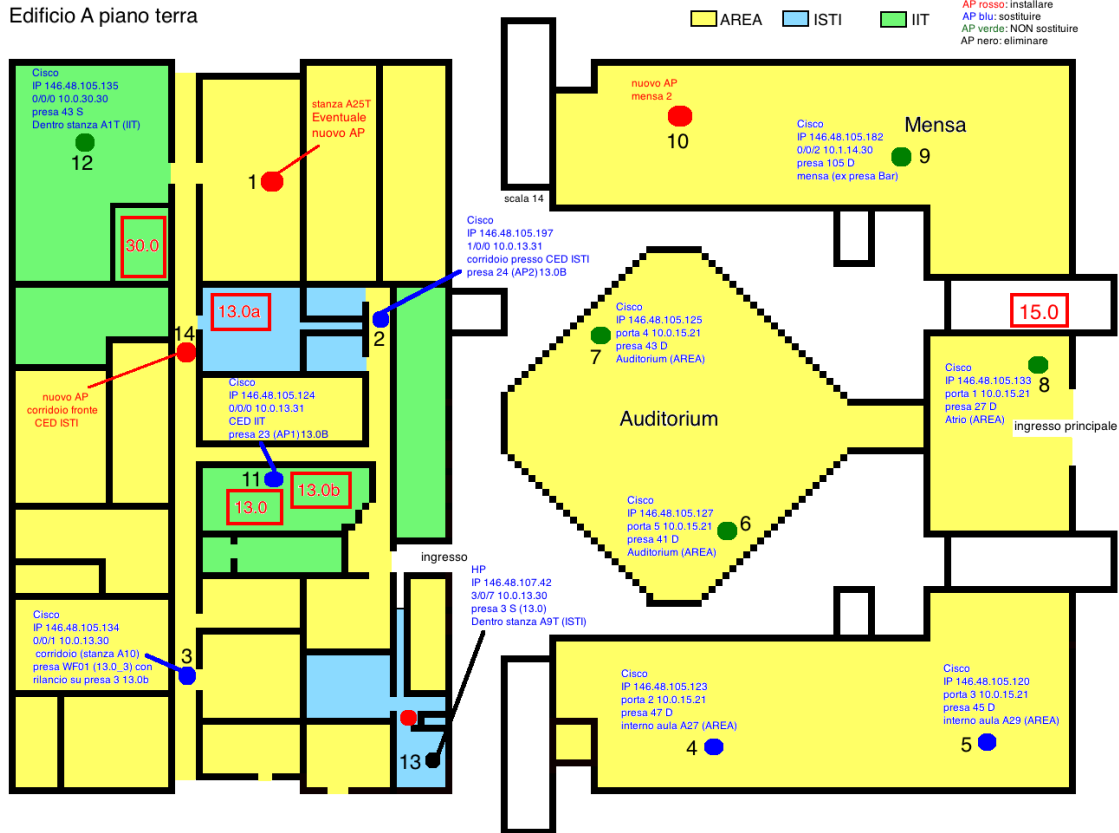 Edificio A piano terra
AREA
ISTI
IIT
AP rosso: installare
AP blu: sostituire
AP verde: NON sostituire
AP nero: eliminare
Cisco
IP 146.48.105.135
0/0/0 10.0.30.30
presa 43 S
Dentro stanza A1T (IIT)
12
30.0
stanza A25T
Eventuale
nuovo AP
1
nuovo AP
mensa 2
10
Mensa
Cisco
IP 146.48.105.182
0/0/2 10.1.14.30
presa 105 D
mensa (ex presa Bar)
9
scala 14
Cisco
IP 146.48.105.197
1/0/0 10.0.13.31
corridoio presso CED ISTI
presa 24 (AP2)13.0B
2
13.0a
14
nuovo AP
corridoio fronte
CED ISTI
Cisco
IP 146.48.105.124
0/0/0 10.0.13.31
CED IIT
presa 23 (AP1)13.0B
11
13.0
13.0b
Cisco
IP 146.48.105.125
porta 4 10.0.15.21
presa 43 D
Auditorium (AREA)
7
15.0
Cisco
IP 146.48.105.133
porta 1 10.0.15.21
presa 27 D
Atrio (AREA)
8
ingresso principale
Auditorium
Cisco
IP 146.48.105.127
porta 5 10.0.15.21
presa 41 D
Auditorium (AREA)
6
ingresso
HP
IP 146.48.107.42
3/0/7 10.0.13.30
presa 3 S (13.0)
Dentro stanza A9T (ISTI)
13
Cisco
IP 146.48.105.134
0/0/1 10.0.13.30
corridoio (stanza A10)
presa WF01 (13.0_3) con
rilancio su presa 3 13.0b
3
Cisco
IP 146.48.105.123
porta 2 10.0.15.21
presa 47 D
interno aula A27 (AREA)
4
Cisco
IP 146.48.105.120
porta 3 10.0.15.21
presa 45 D
interno aula A29 (AREA)
5